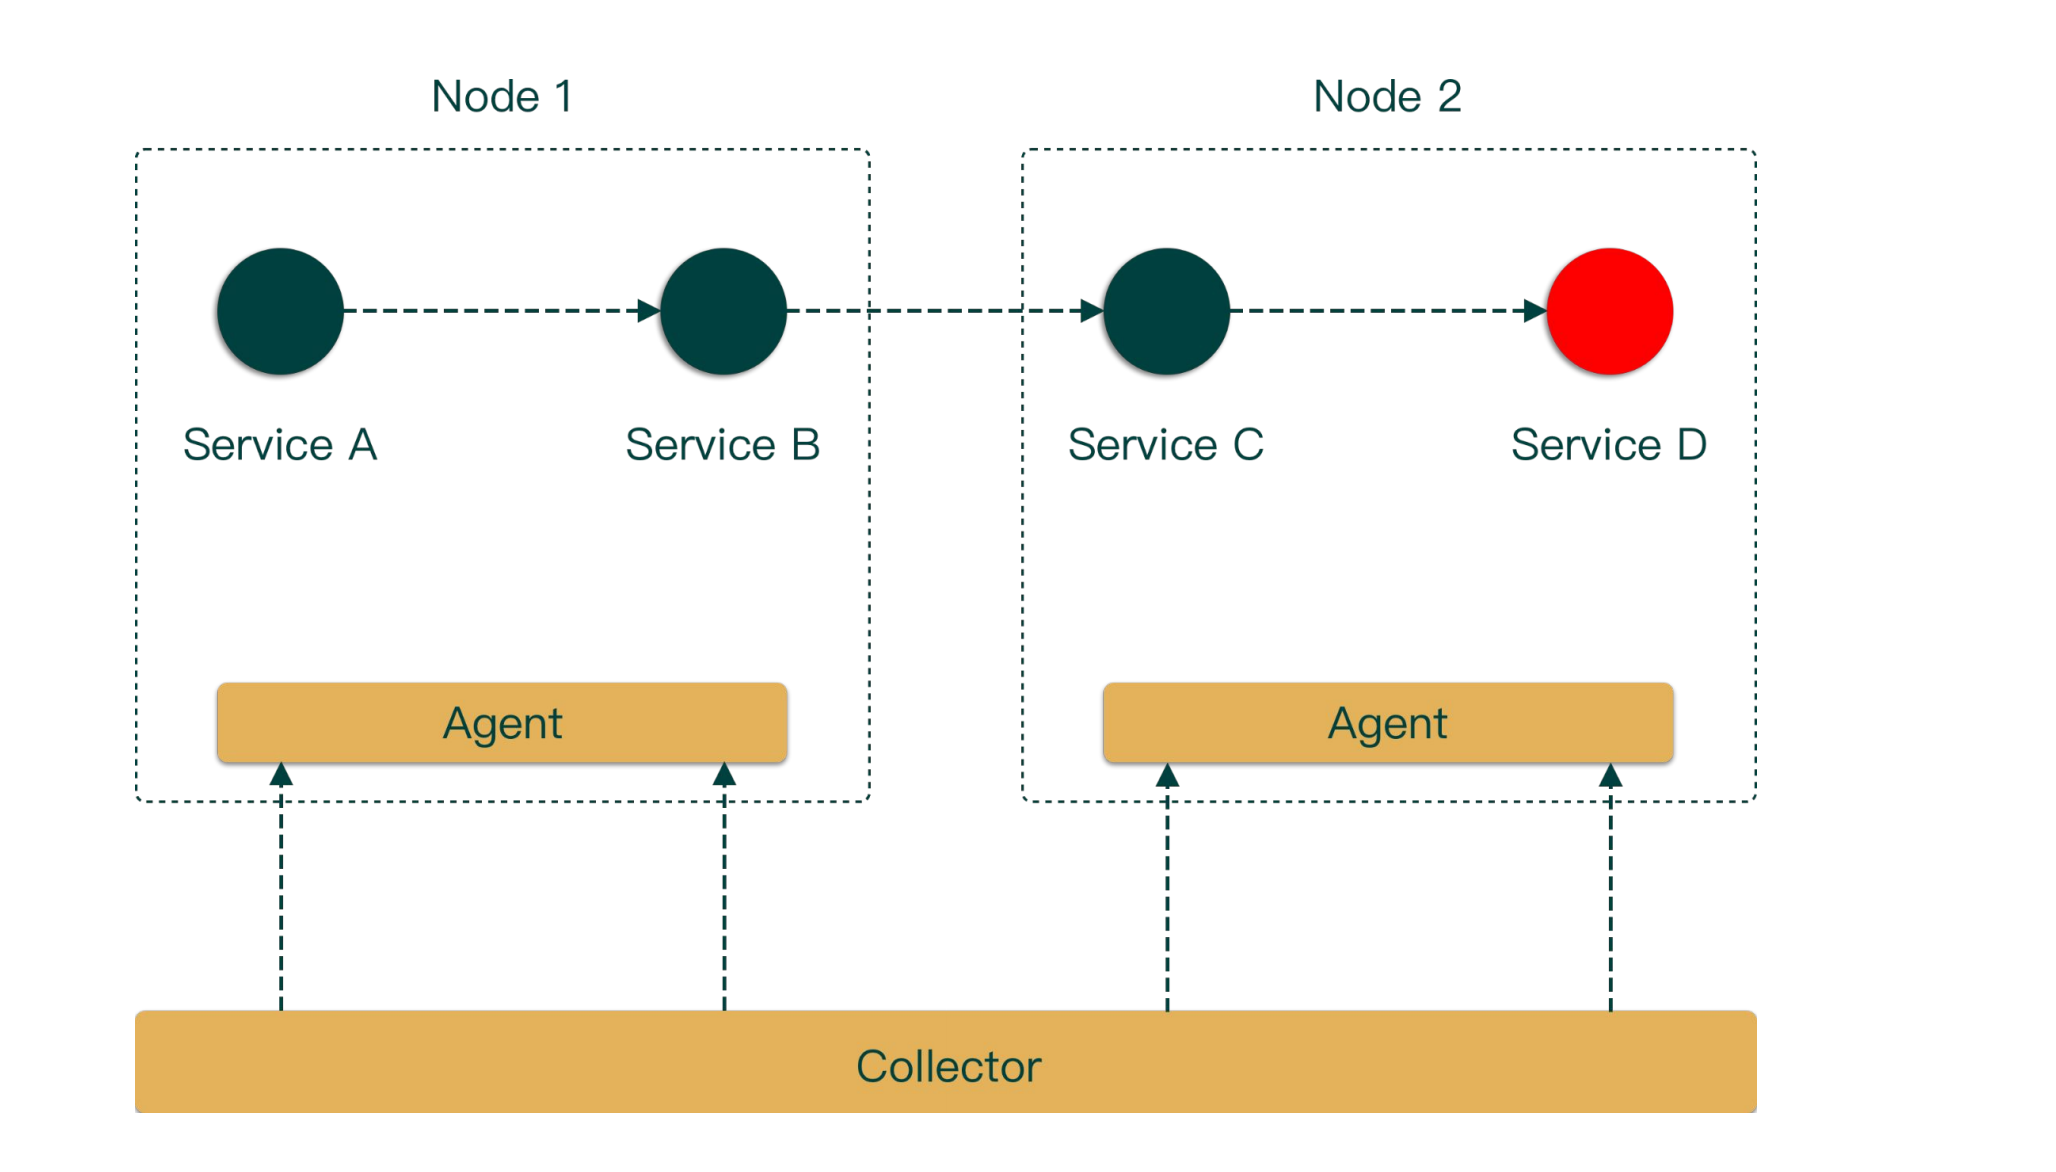 Node 1
Node 2
Service A
Service B
Service C
Service D
Agent
Agent
Collector